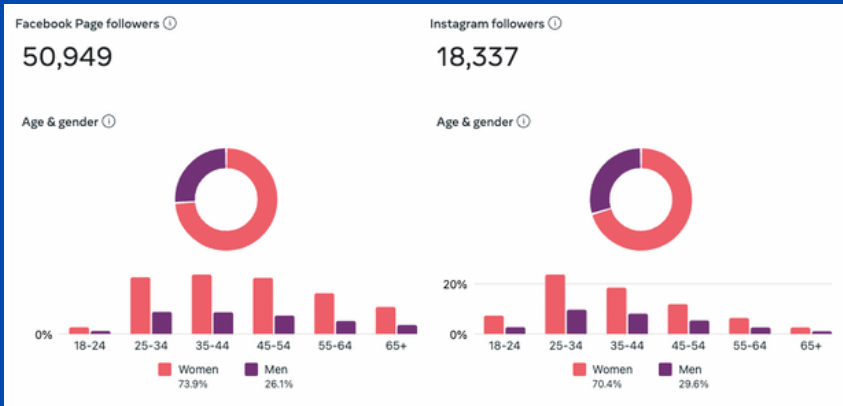 Facebook Page followers
50,949
Age & gender
0%
18-24 25-34 35-44 45-54 55-64 65+
Women Men
73.9% 26.1%
Instagram followers
18,337
Age & gender
20%
0%
18-24 25-34 35-44 45-54 55-64 65+
Women Men
70.4% 29.6%